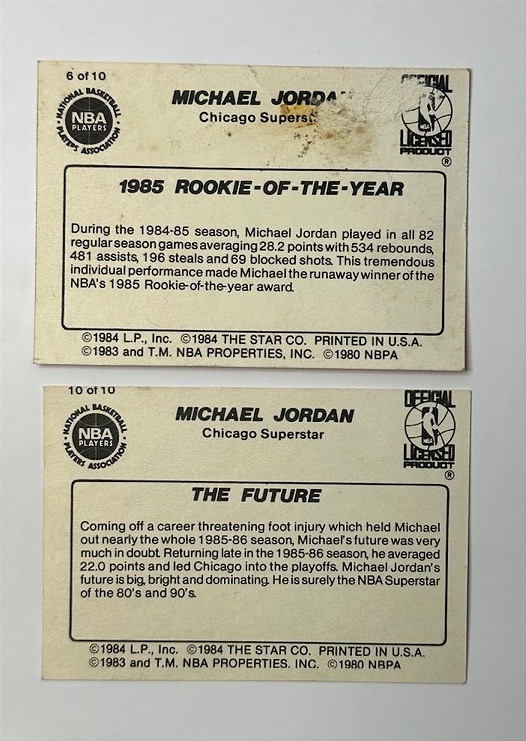 6 of 10
NATIONAL BASKETBALL
NBA
PLAYERS
PLAYERS ASSOCIATION
MICHAEL
Chicago
OFFICIAL
NBA
LICENSED
PRODUCT
®
1985 ROOKIE-OF-THE-YEAR
During the 1984-85 season, Michael Jordan played in all 82
regular season games averaging 28.2 points with 534 rebounds,
481 assists, 196 steals and 69 blocked shots. This tremendous
individual performance made Michael the runaway winner of the
NBA's 1985 Rookie-of-the-year award.
©1984 L.P., Inc. ©1984 THE STAR CO. PRINTED IN U.S.A.
©1983 and T.M. NBA PROPERTIES, INC. ©1980 NBPA
10 of 10
NATIONAL BASKETBALL
NBA
PLAYERS
PLAYERS ASSOCIATION
MICHAEL JORDAN
Chicago Superstar
OFFICIAL
NBA
LICENSED
PRODUCT
®
THE FUTURE
Coming off a career threatening foot injury which held Michael
out nearly the whole 1985-86 season, Michael's future was very
much in doubt. Returning late in the 1985-86 season, he averaged
22.0 points and led Chicago into the playoffs. Michael Jordan's
future is big, bright and dominating. He is surely the NBA Superstar
of the 80's and 90's.
©1984 L.P., Inc. ©1984 THE STAR CO. PRINTED IN U.S.A.
©1983 and T.M. NBA PROPERTIES, INC. ©1980 NBPA